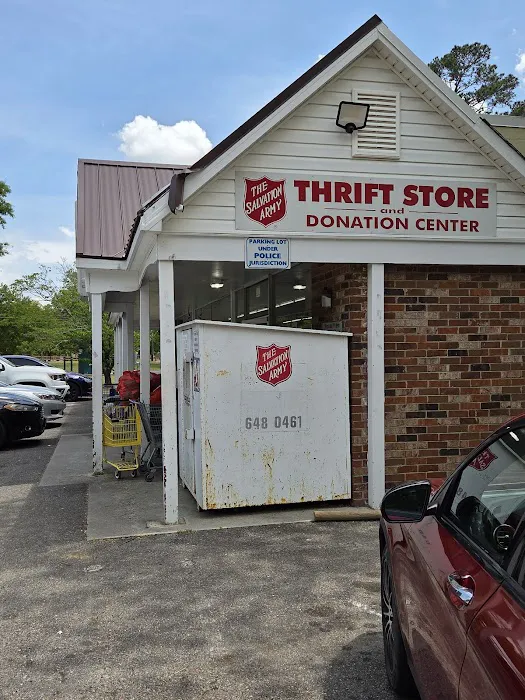 THE
SALVATION
ARMY
THRIFT STORE
and
DONATION CENTER
PARKING LOT
UNDER
POLICE
JURISDICTION
THE
SALVATION
ARMY
648 0461